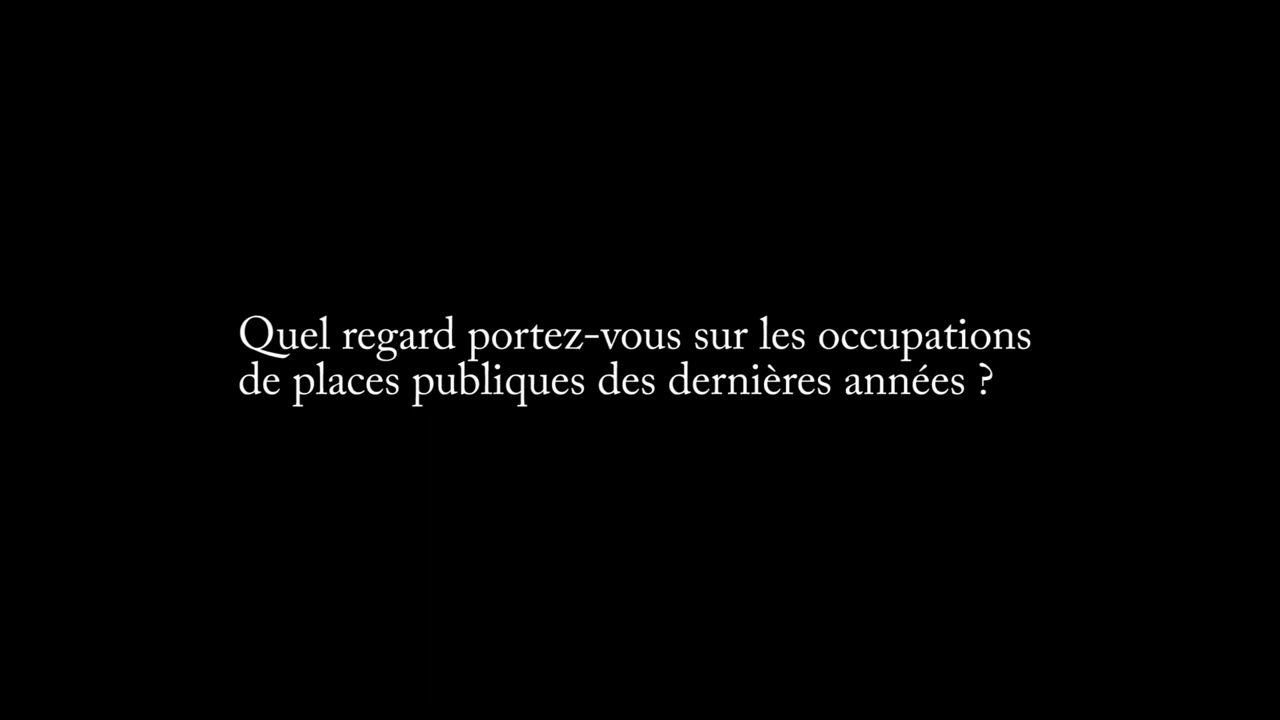 Quel regard portez-vous sur les occupations
de places publiques des dernières années ?